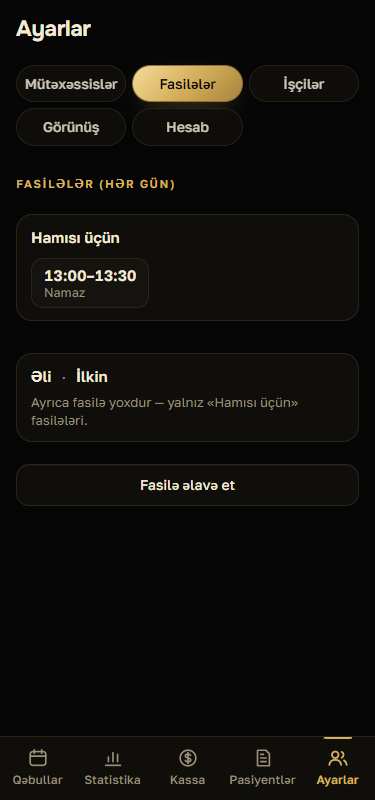 Ayarlar
Mütəxəssislər
Fasilələr
İşçilər
Görünüş
Hesab
FASİLƏLƏR (HƏR GÜN)
Hamısı üçün
13:00–13:30
Namaz
Əli · İlkin
Ayrıca fasilə yoxdur — yalnız «Hamısı üçün»
fasilələri.
Fasilə əlavə et
Qəbullar
Statistika
Kassa
Pasiyentlər
Ayarlar